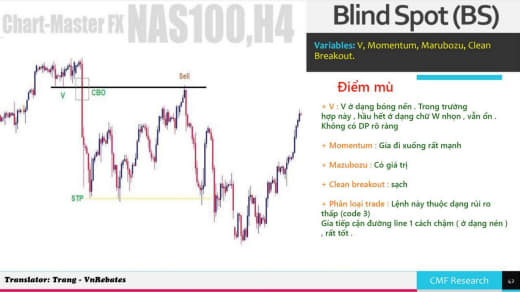 Chart-Master FX
NAS100,H4
Blind Spot (BS)
Variables: V, Momentum, Marubozu, Clean
Breakout.
Sell
V
CBO
STP
Điểm mù
+ V : V ở dạng bóng nến . Trong trường
hợp này , hầu hết ở dạng chữ W nhọn , vẫn ổn .
Không có DP rõ ràng
+ Momentum : Gía đi xuống rất mạnh
+ Mazubozu : Có giá trị
+ Clean breakout : sạch
+ Phân loại trade : Lệnh này thuộc dạng rủi ro
thấp (code 3)
Gía tiếp cận đường line 1 cách chậm ( ở dạng nén )
, rất tốt .
Translator: Trang - VnRebates
CMF Research